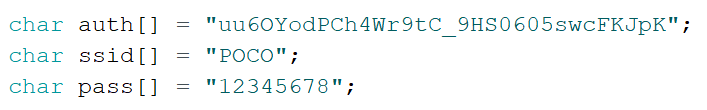 char auth[] = "uu6OYodPCh4Wr9tC_9HS0605swcFKJpK";
char ssid[] = "POCO";
char pass[] = "12345678";